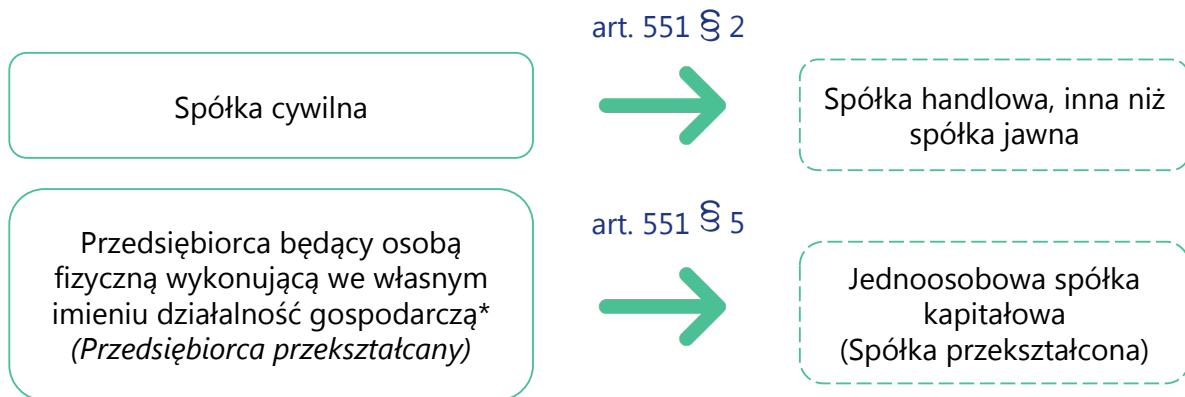 art. 551 § 2
Spółka cywilna
Spółka handlowa, inna niż
spółka jawna
art. 551 § 5
Przedsiębiorca będący osobą
fizyczną wykonującą we własnym
imieniu działalność gospodarczą*
(Przedsiębiorca przekształcany)
Jednoosobowa spółka
kapitałowa
(Spółka przekształcona)